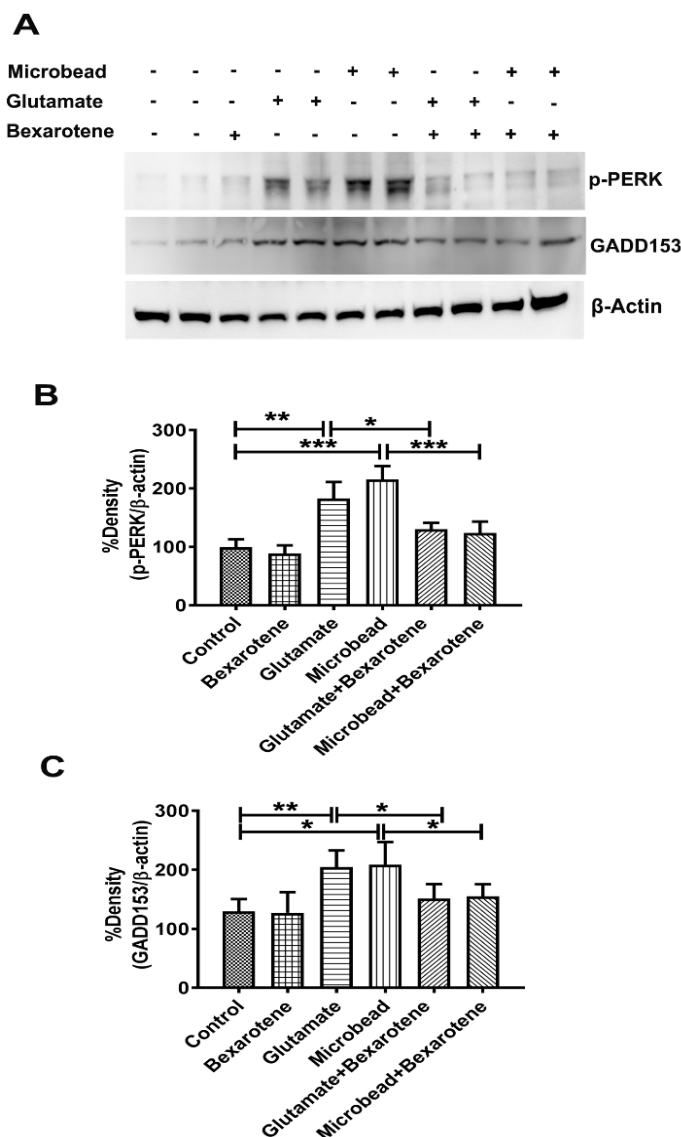 A
Microbead - - - - - + + - - + +
Glutamate - - - + + - - + + - -
Bexarotene - - + - - - - + + + +
p-PERK
GADD153
β-Actin
B
%Density
(p-PERK/β-actin)
300
200
100
0
** *
*** ***
Control
Bexarotene
Glutamate
Microbead
Glutamate+Bexarotene
Microbead+Bexarotene
C
%Density
(GADD153/β-actin)
300
200
100
0
** *
* *
Control
Bexarotene
Glutamate
Microbead
Glutamate+Bexarotene
Microbead+Bexarotene